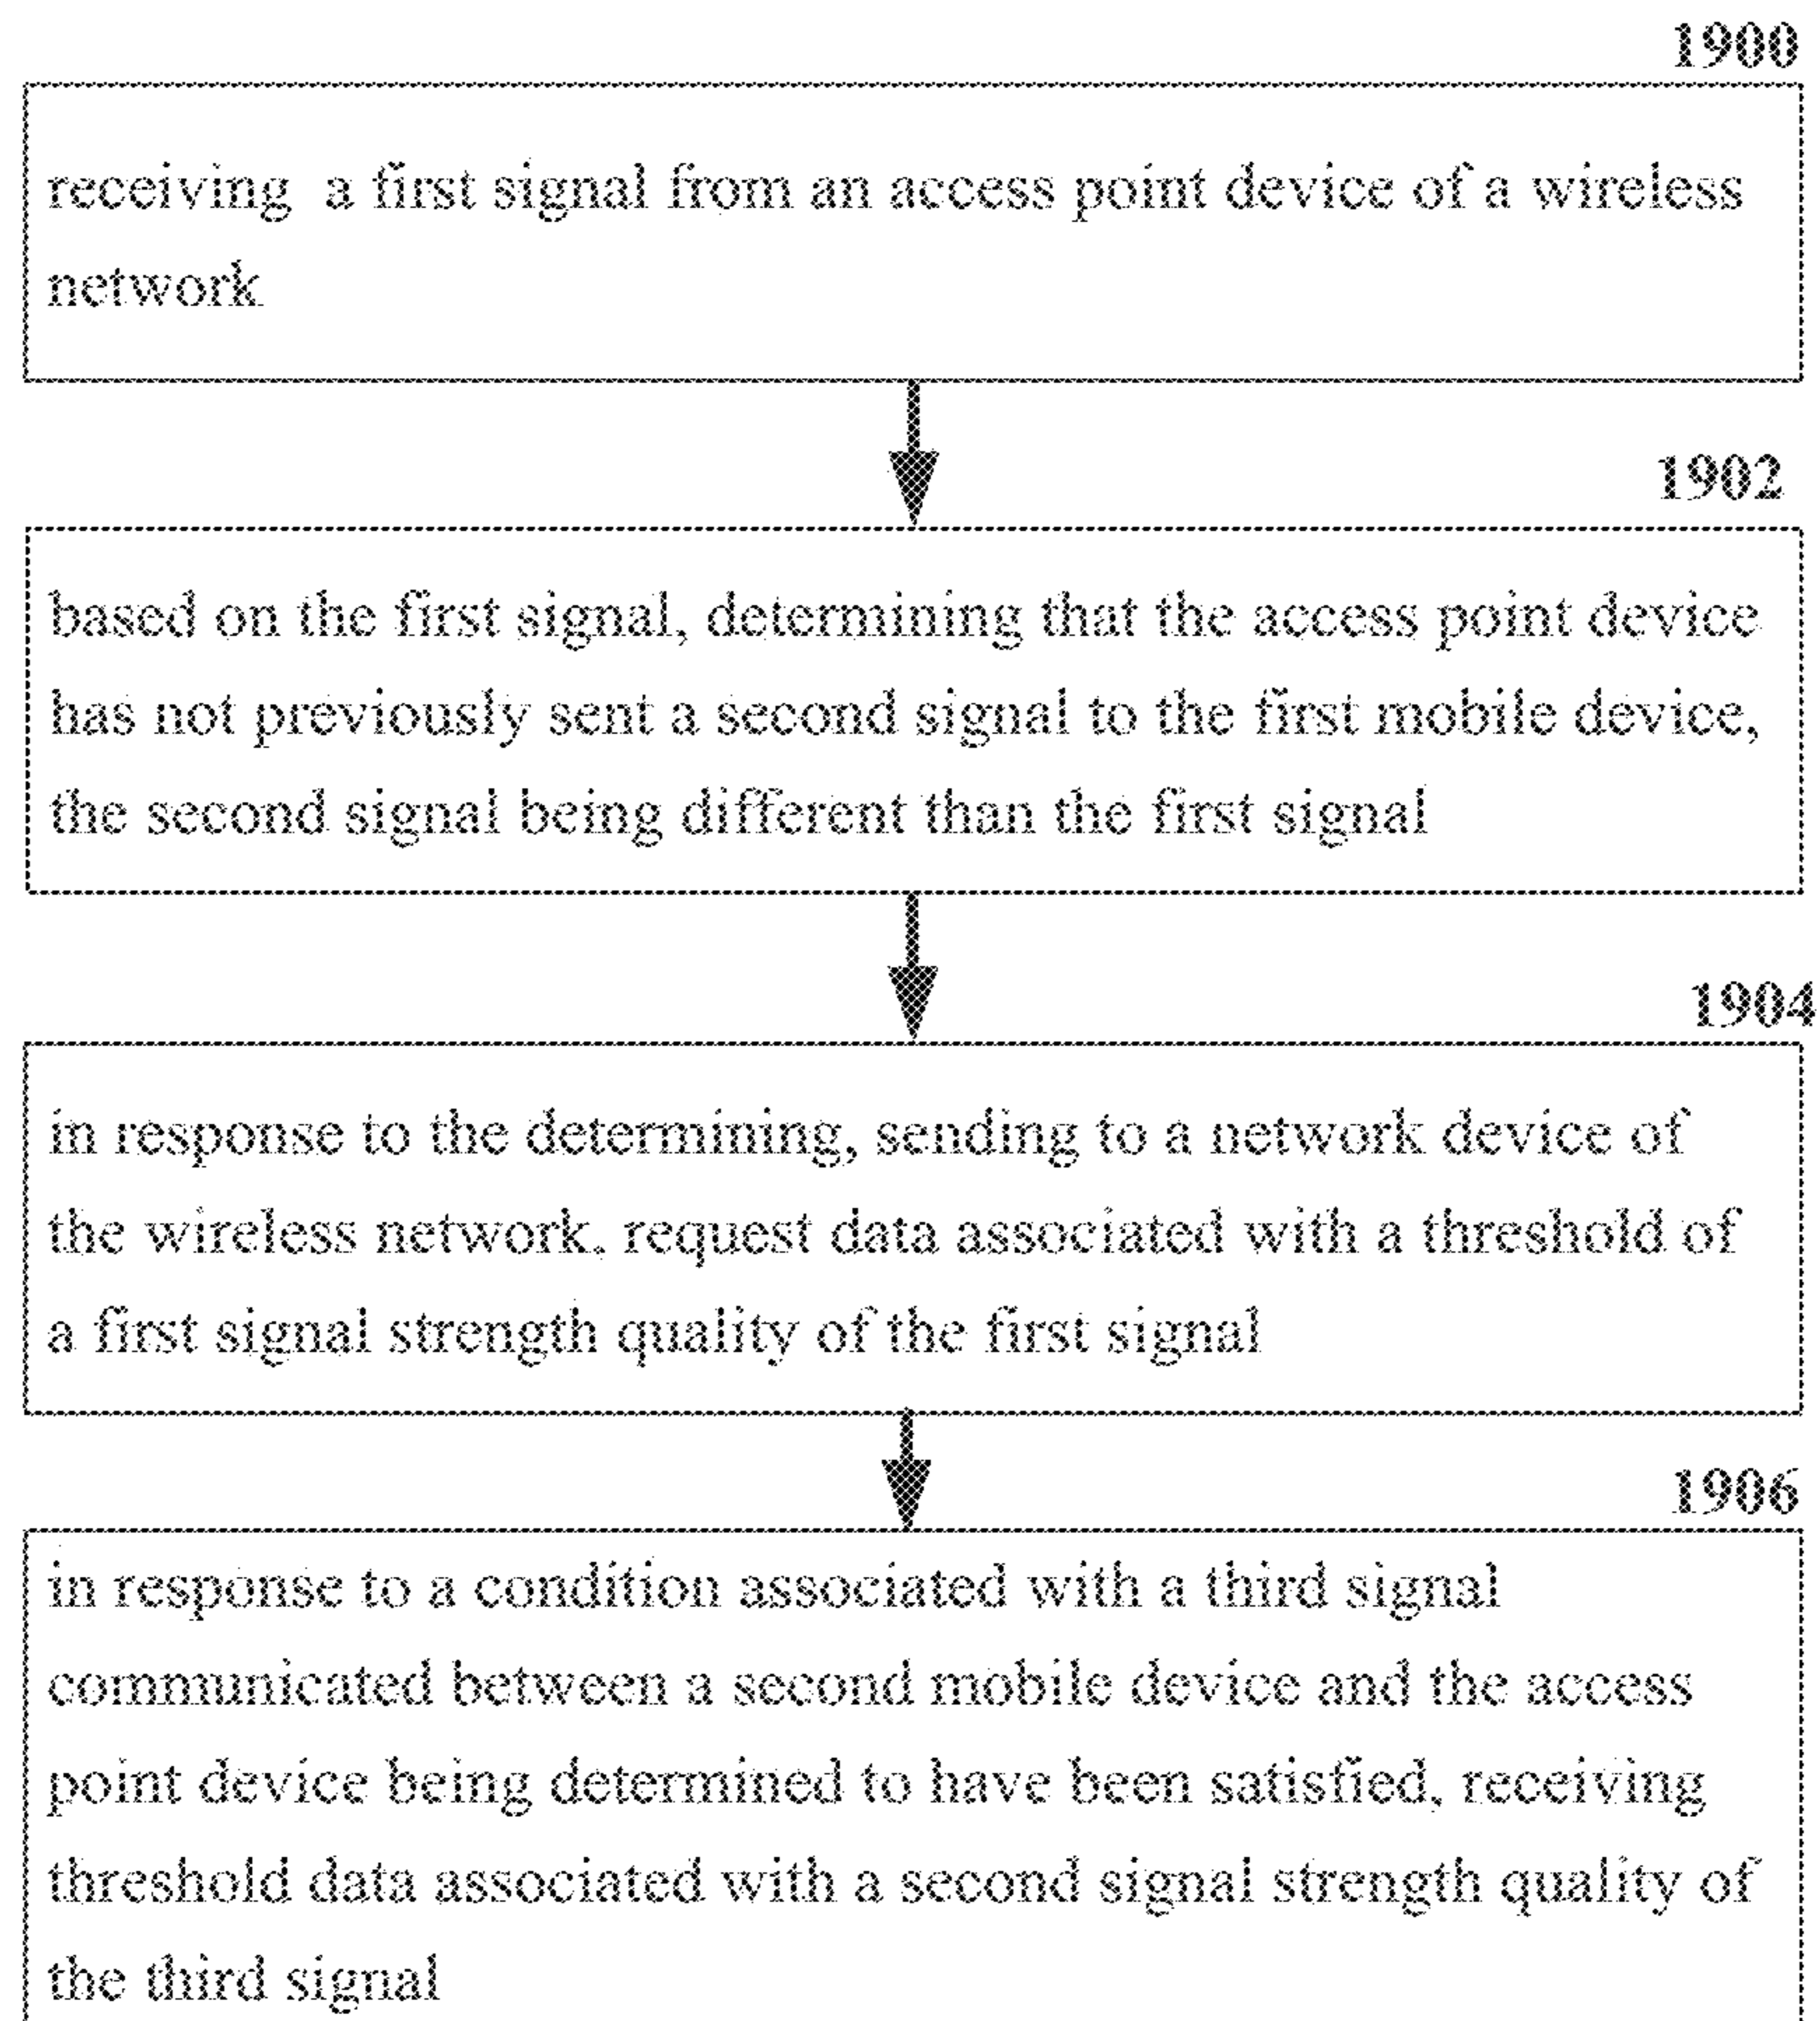 1900
receiving a first signal from an access point device of a wireless
network
1902
based on the first signal, determining that the access point device
has not previously sent a second signal to the first mobile device,
the second signal being different than the first signal
1904
in response to the determining, sending to a network device of
the wireless network, request data associated with a threshold of
a first signal strength quality of the first signal
1906
in response to a condition associated with a third signal
communicated between a second mobile device and the access
point device being determined to have been satisfied, receiving
threshold data associated with a second signal strength quality of
the third signal